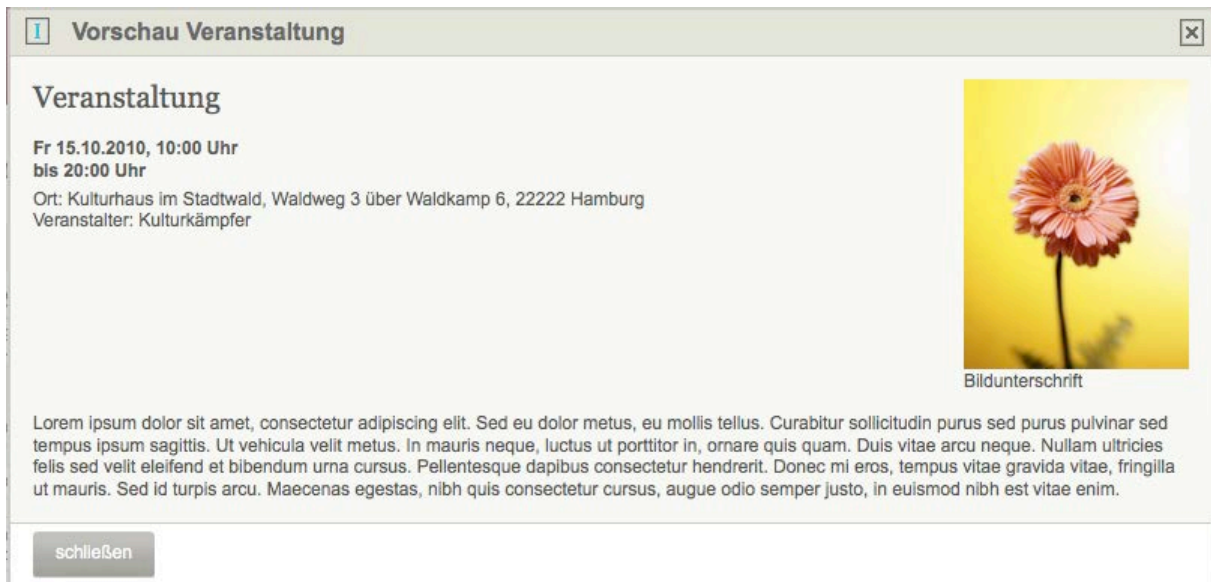 I Vorschau Veranstaltung
Veranstaltung
Fr 15.10.2010, 10:00 Uhr
bis 20:00 Uhr
Ort: Kulturhaus im Stadtwald, Waldweg 3 über Waldkamp 6, 22222 Hamburg
Veranstalter: Kulturkämpfer
Bildunterschrift
Lorem ipsum dolor sit amet, consectetur adipiscing elit. Sed eu dolor metus, eu mollis tellus. Curabitur sollicitudin purus sed purus pulvinar sed
tempus ipsum sagittis. Ut vehicula velit metus. In mauris neque, luctus ut porttitor in, ornare quis quam. Duis vitae arcu neque. Nullam ultricies
felis sed velit eleifend et bibendum urna cursus. Pellentesque dapibus consectetur hendrerit. Donec mi eros, tempus vitae gravida vitae, fringilla
ut mauris. Sed id turpis arcu. Maecenas egestas, nibh quis consectetur cursus, augue odio semper justo, in euismod nibh est vitae enim.
schließen